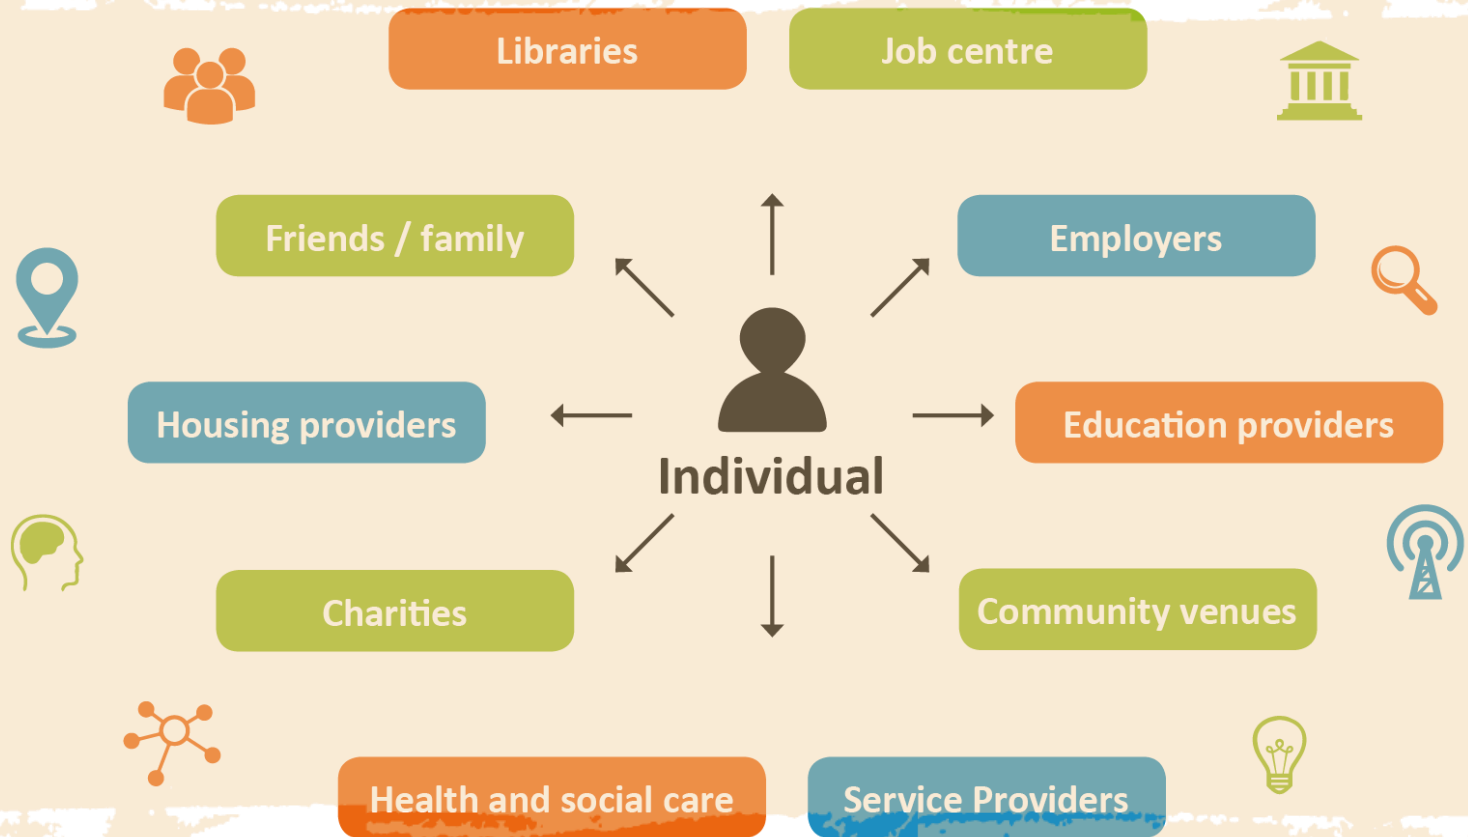 Libraries
Job centre
Friends / family
Employers
Housing providers
Education providers
Individual
Charities
Community venues
Health and social care
Service Providers